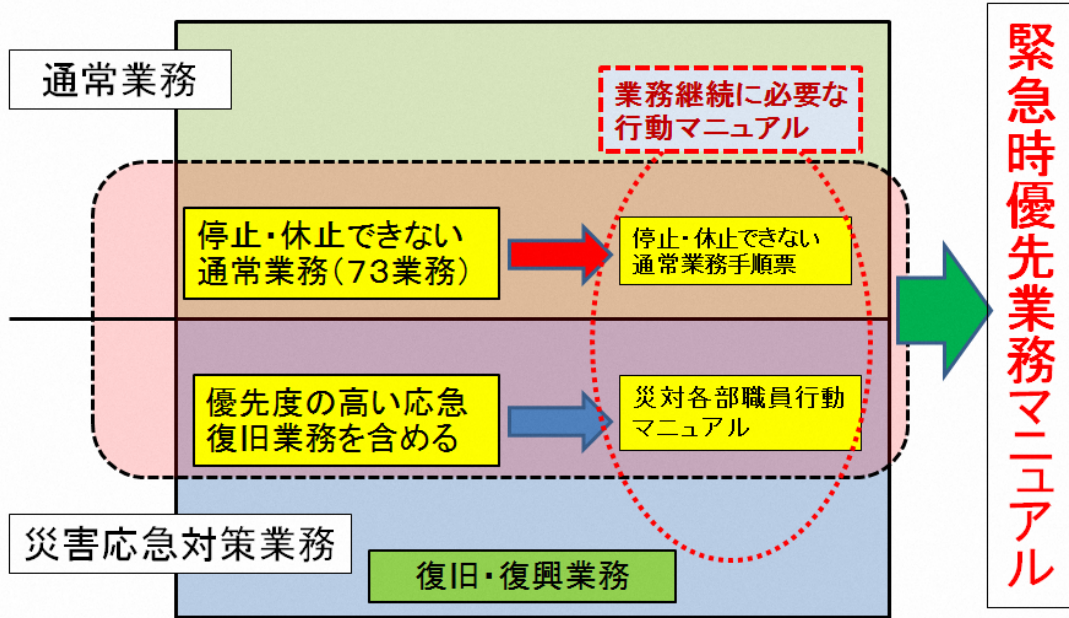 通常業務
業務継続に必要な
行動マニュアル
停止・休止できない
通常業務（73業務）
停止・休止できない
通常業務手順票
優先度の高い応急
復旧業務を含める
災対各部職員行動
マニュアル
災害応急対策業務
復旧・復興業務
緊急時優先業務マニュアル